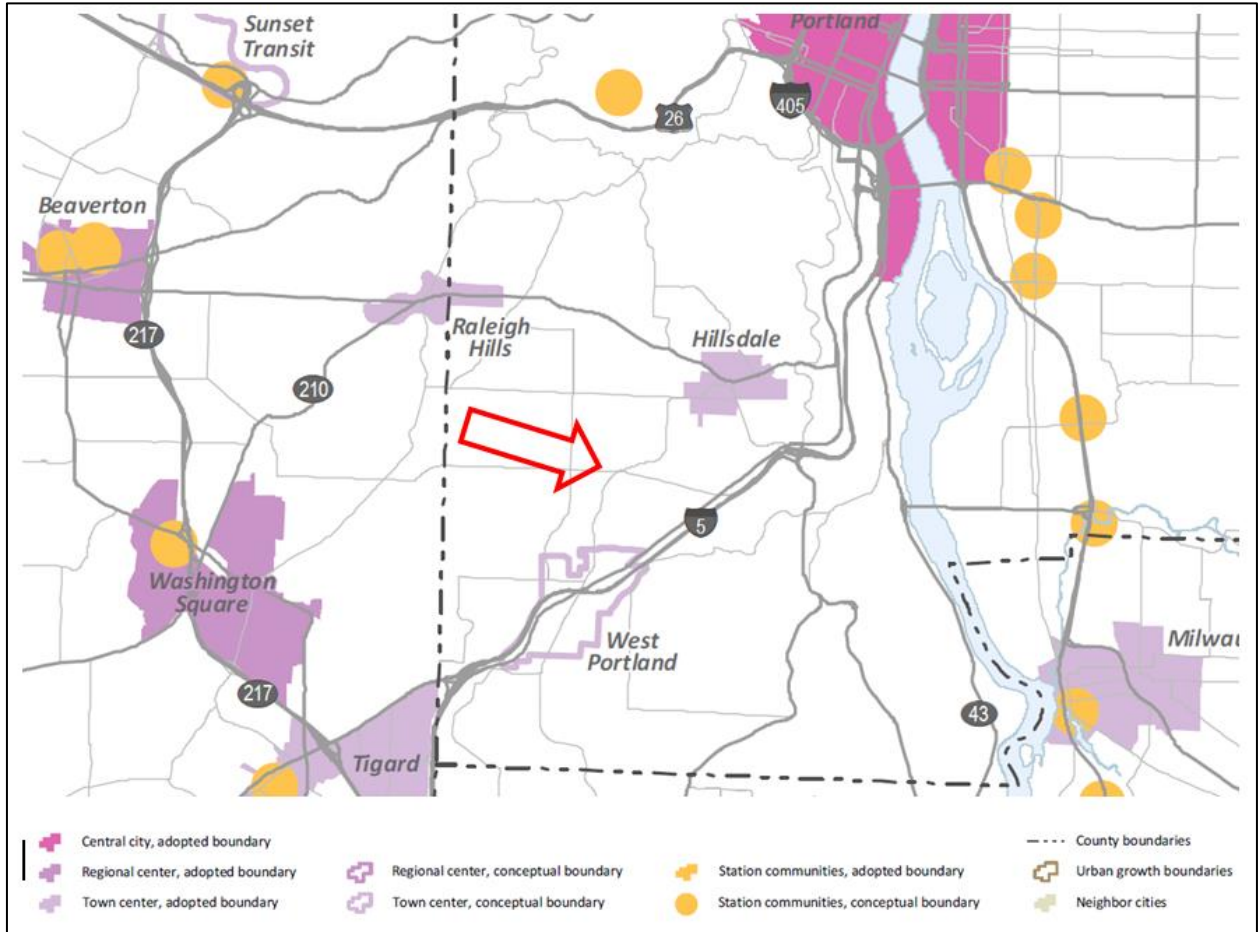 Sunset
Transit
Portland
405
26
Beaverton
217
Raleigh
Hills
Hillsdale
210
5
Washington
Square
West
Portland
217
43
Tigard
Milwau
Central city, adopted boundary
Regional center, adopted boundary
Town center, adopted boundary
Regional center, conceptual boundary
Town center, conceptual boundary
Station communities, adopted boundary
Station communities, conceptual boundary
County boundaries
Urban growth boundaries
Neighbor cities